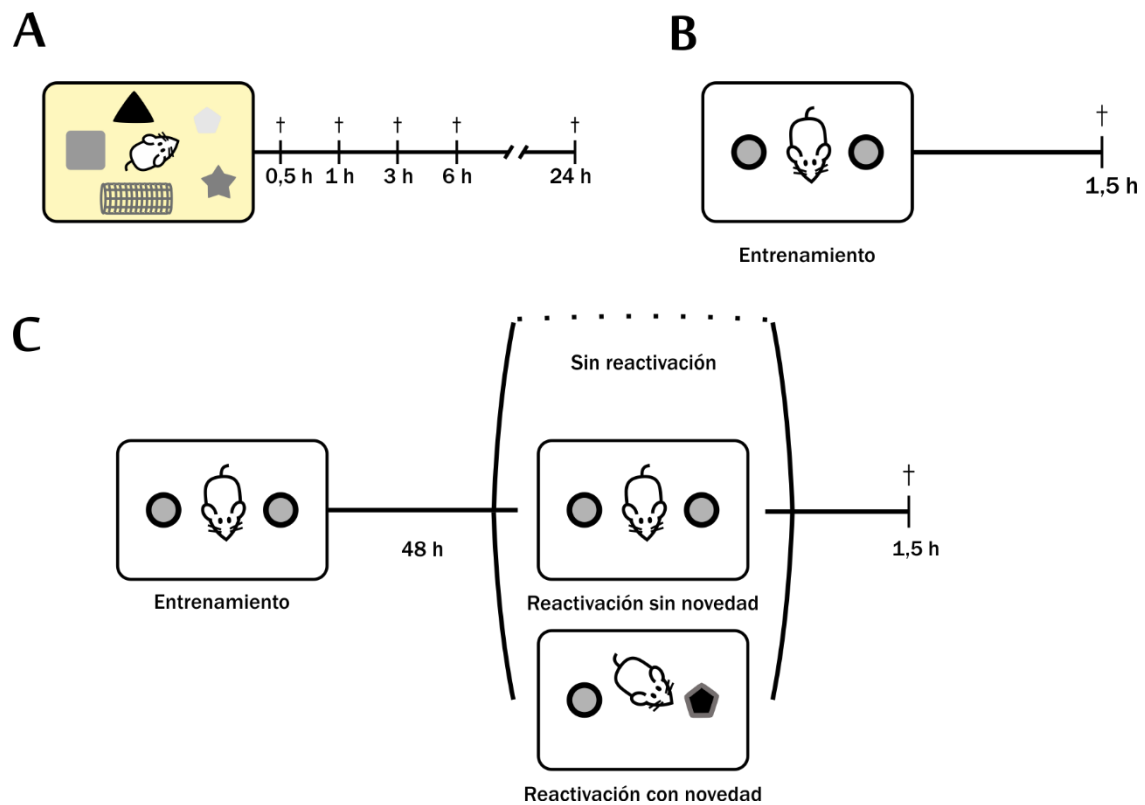 A
B
† † † † †
0,5 h 1 h 3 h 6 h 24 h
†
1,5 h
Entrenamiento
C
Sin reactivación
†
48 h
1,5 h
Entrenamiento
Reactivación sin novedad
Reactivación con novedad